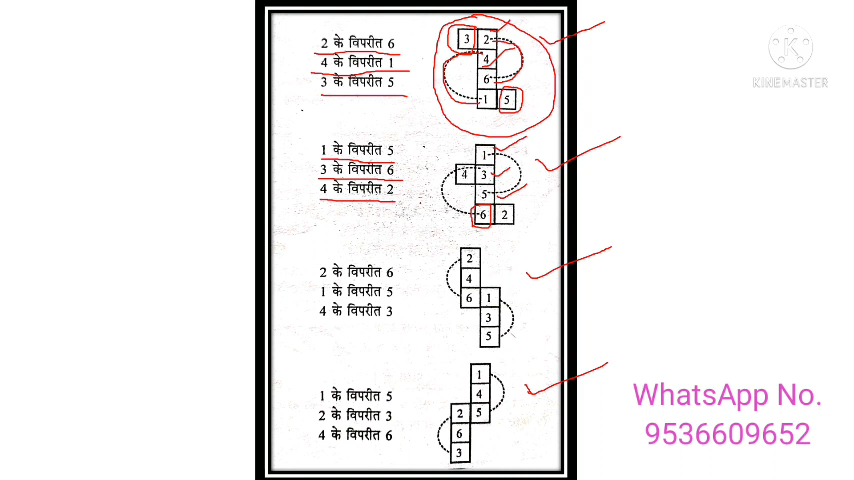 2 के विपरीत 6
4 के विपरीत 1
3 के विपरीत 5
3 2
4
6
1 5
1 के विपरीत 5
3 के विपरीत 6
4 के विपरीत 2
1
4 3
5
6 2
2 के विपरीत 6
1 के विपरीत 5
4 के विपरीत 3
2
4
6 1
3
5
1 के विपरीत 5
2 के विपरीत 3
4 के विपरीत 6
1
4
2 5
6
3
KINEMASTER
WhatsApp No.
9536609652